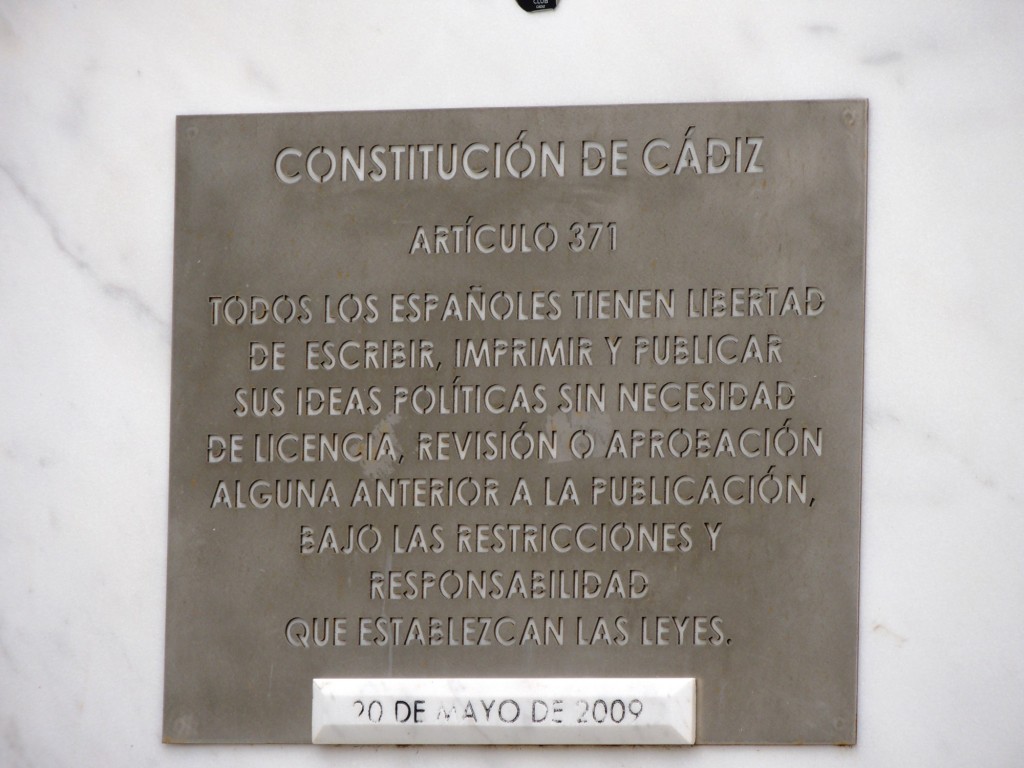 CLUB
CONSTITUCIÓN DE CÁDIZ
ARTÍCULO 371
TODOS LOS ESPAÑOLES TIENEN LIBERTAD
DE ESCRIBIR, IMPRIMIR Y PUBLICAR
SUS IDEAS POLÍTICAS SIN NECESIDAD
DE LICENCIA, REVISIÓN O APROBACIÓN
ALGUNA ANTERIOR A LA PUBLICACIÓN,
BAJO LAS RESTRICCIONES Y
RESPONSABILIDAD
QUE ESTABLEZCAN LAS LEYES.
20 DE MAYO DE 2009